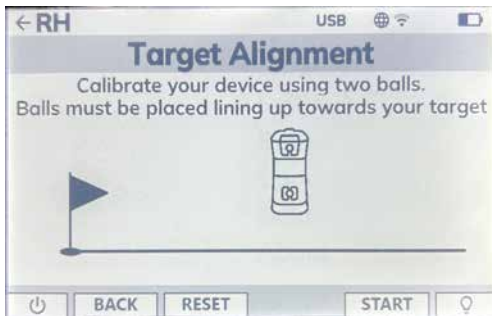 ←RH USB
Target Alignment
Calibrate your device using two balls.
Balls must be placed lining up towards your target
BACK RESET START